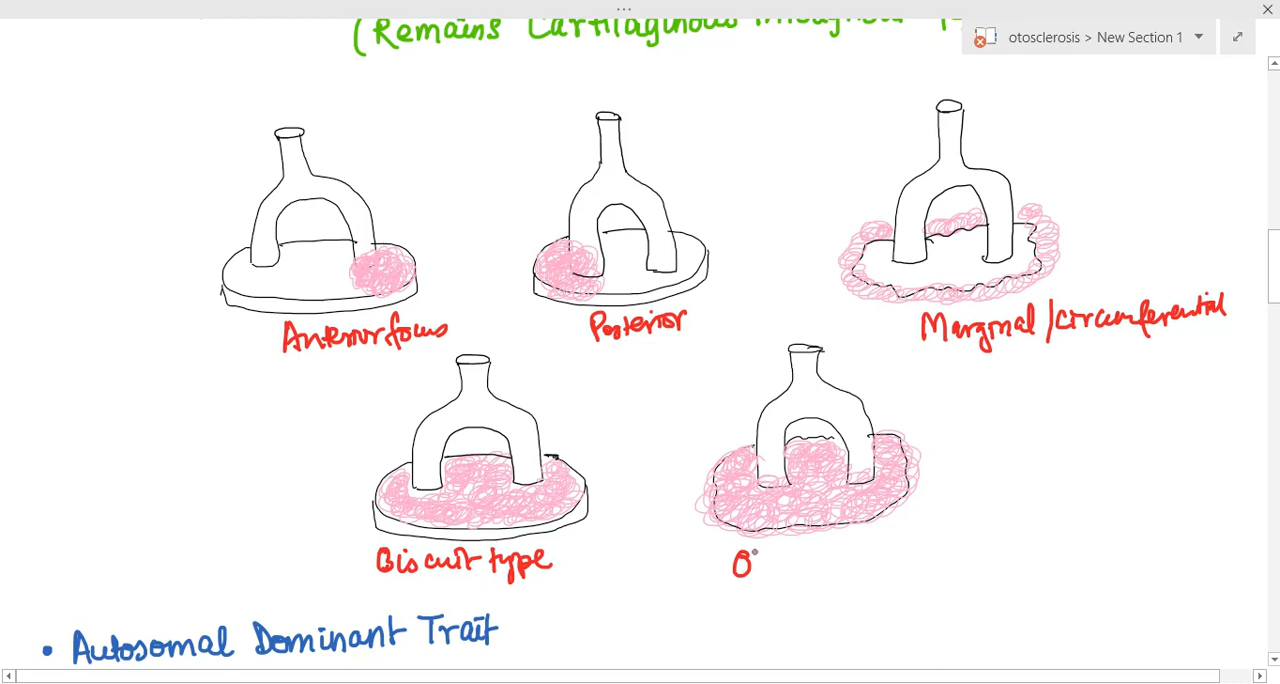 (Remains Cartilaginous
otosclerosis > New Section 1
Anterior focus
Posterior
Marginal/circumferential
Biscuit type
O
• Autosomal Dominant Trait